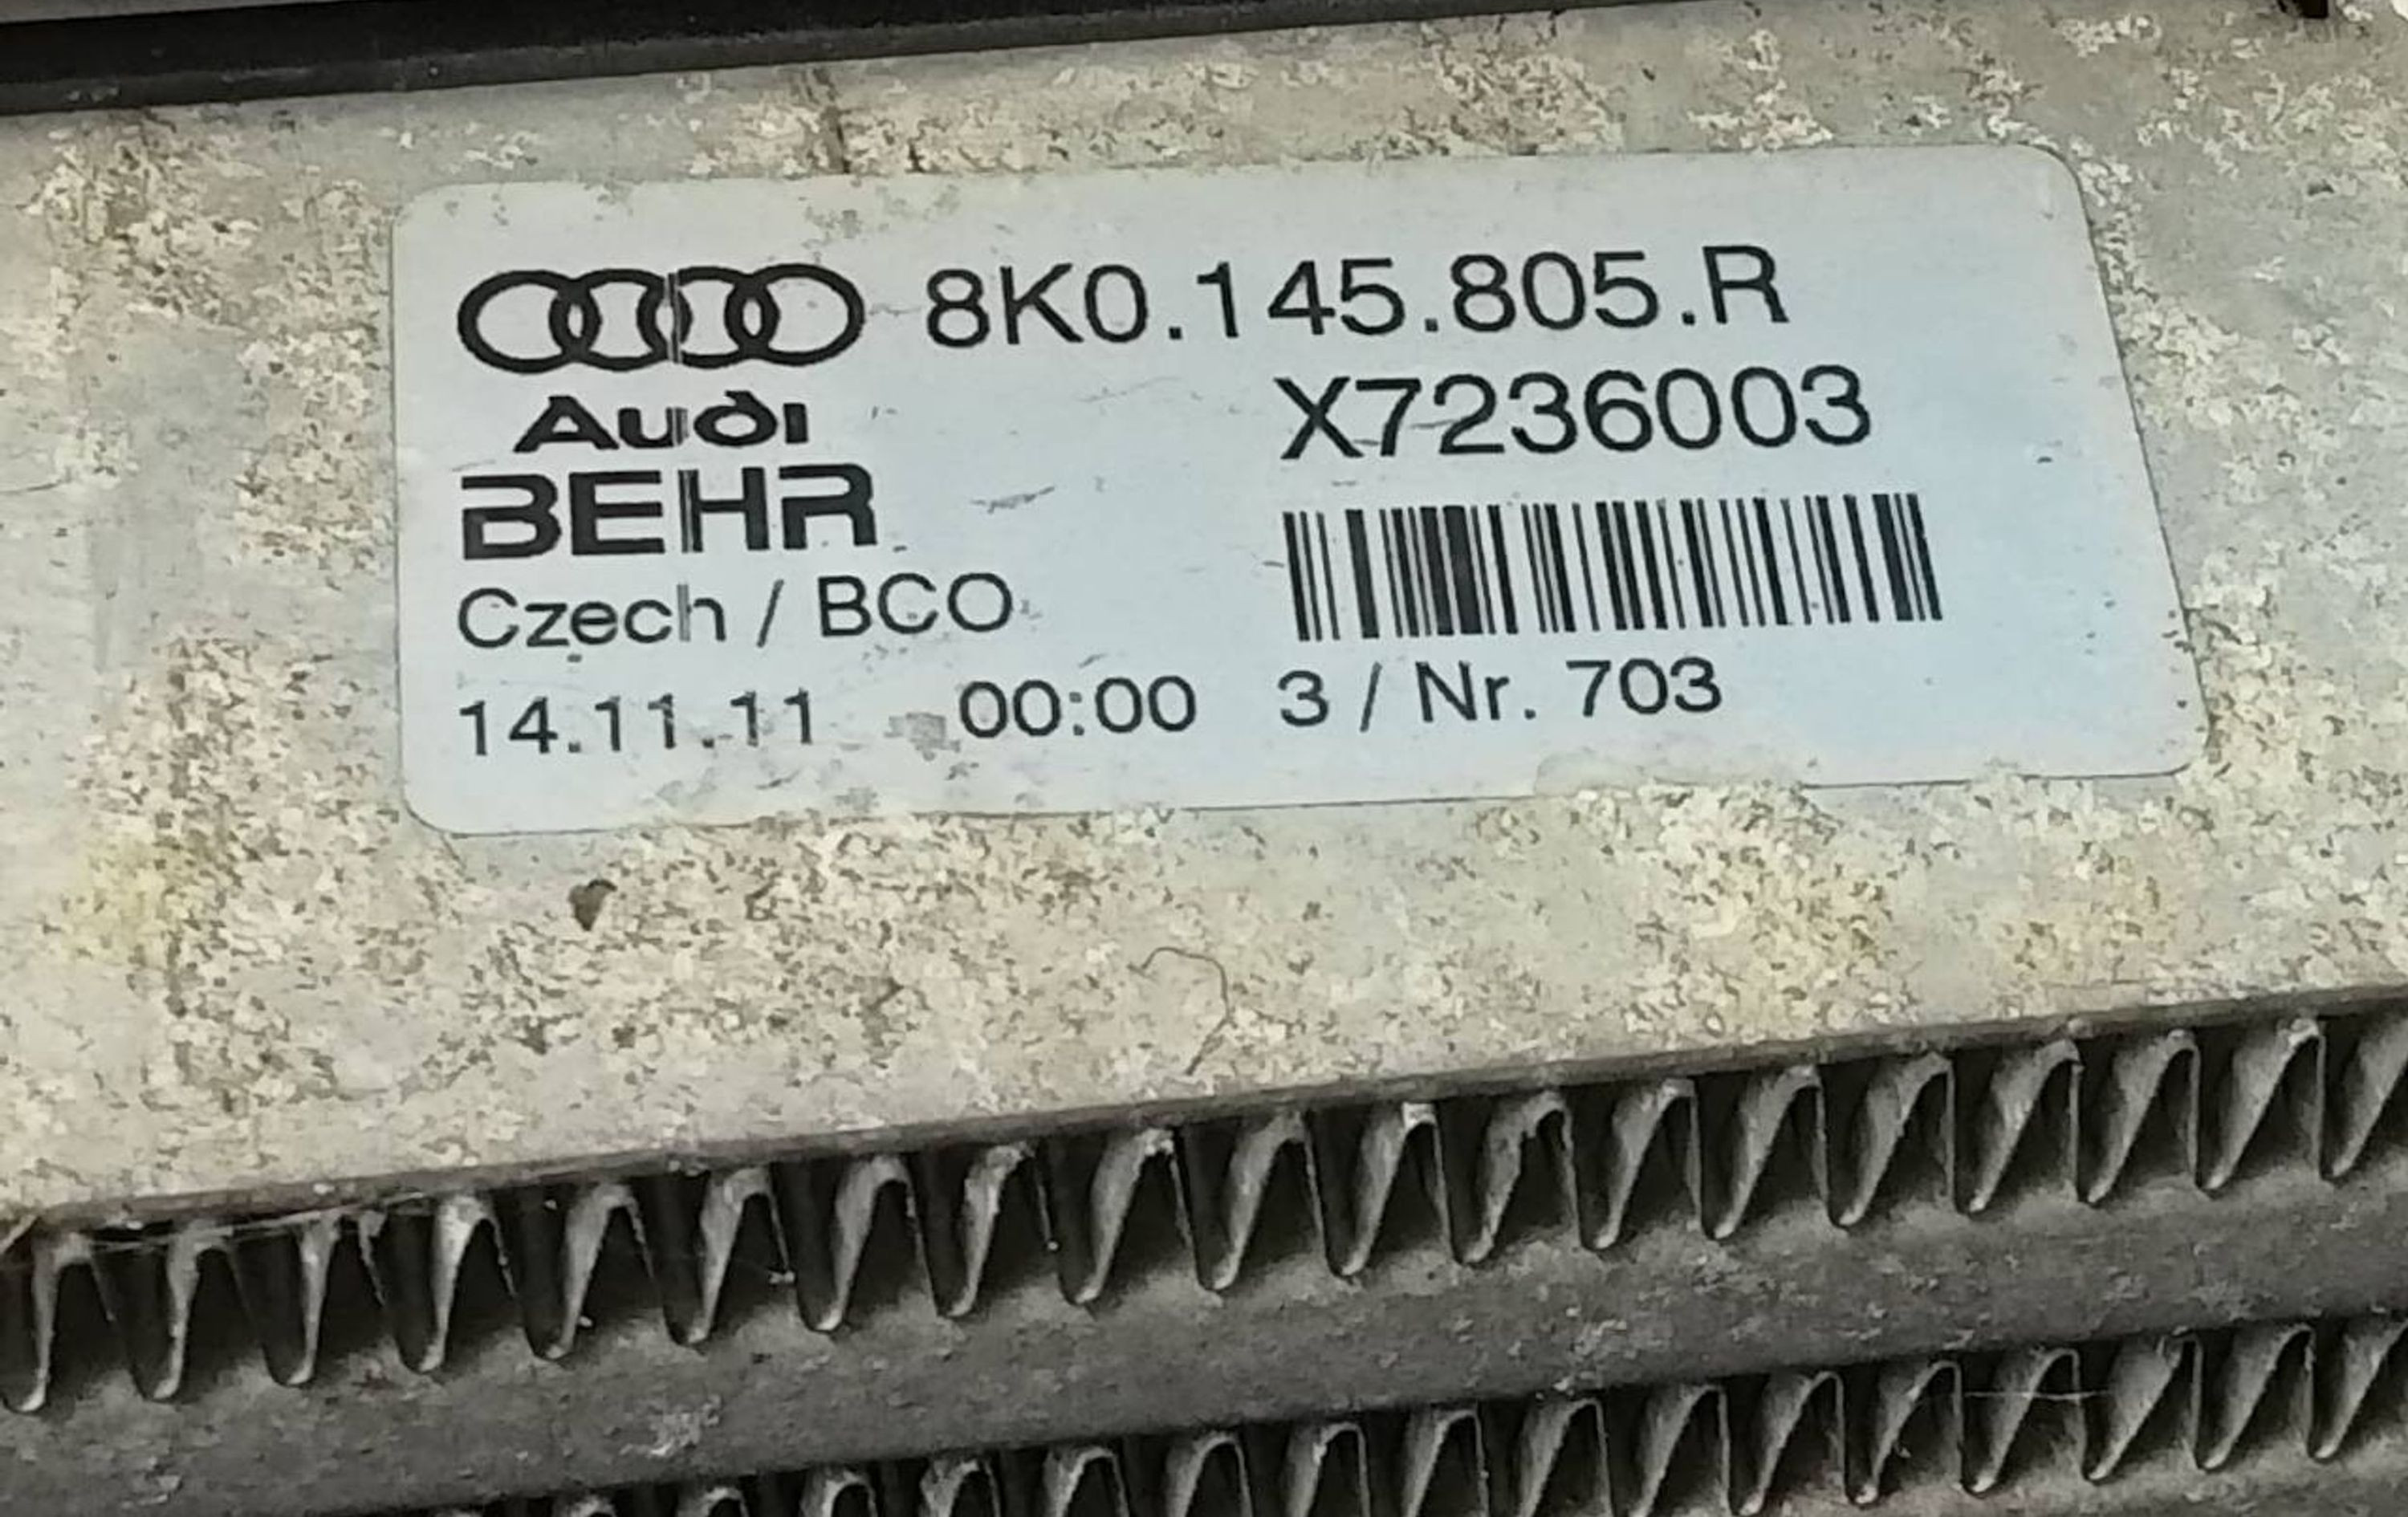 8K0.145.805.R
Audi
X7236003
BEHR
Czech / BCO
14.11.11 00:00 3 / Nr. 703